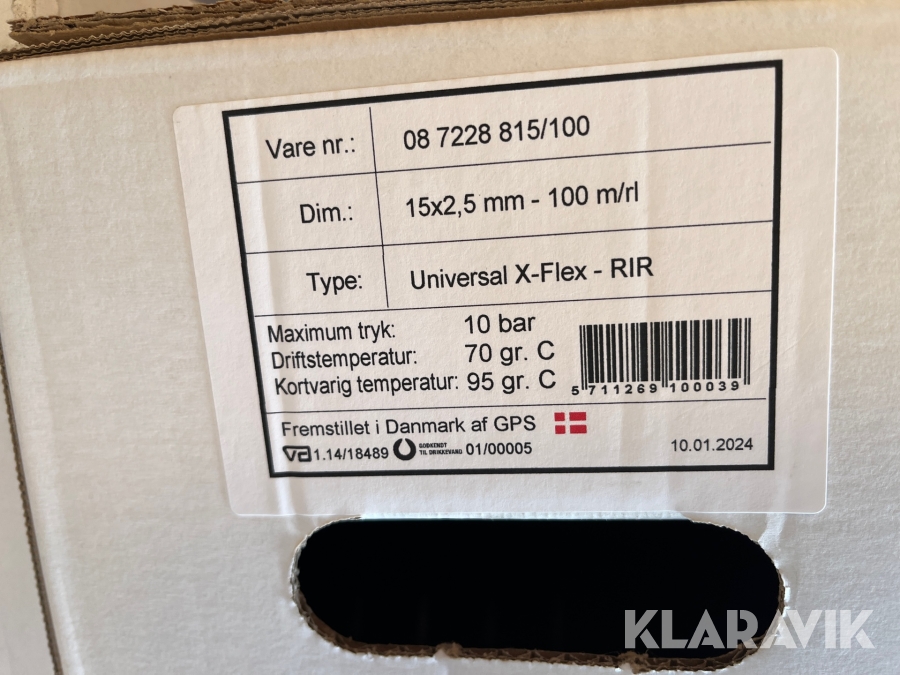 Vare nr.: 08 7228 815/100
Dim.: 15x2,5 mm - 100 m/rl
Type: Universal X-Flex - RIR
Maximum tryk: 10 bar
Driftstemperatur: 70 gr. C
Kortvarig temperatur: 95 gr. C
5 711269 100039
Fremstillet i Danmark af GPS
VA 1.14/18489 GODKENDT TIL DRIKKEVAND 01/00005 10.01.2024
KLARAVIK